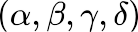 (α, β, γ, δ)